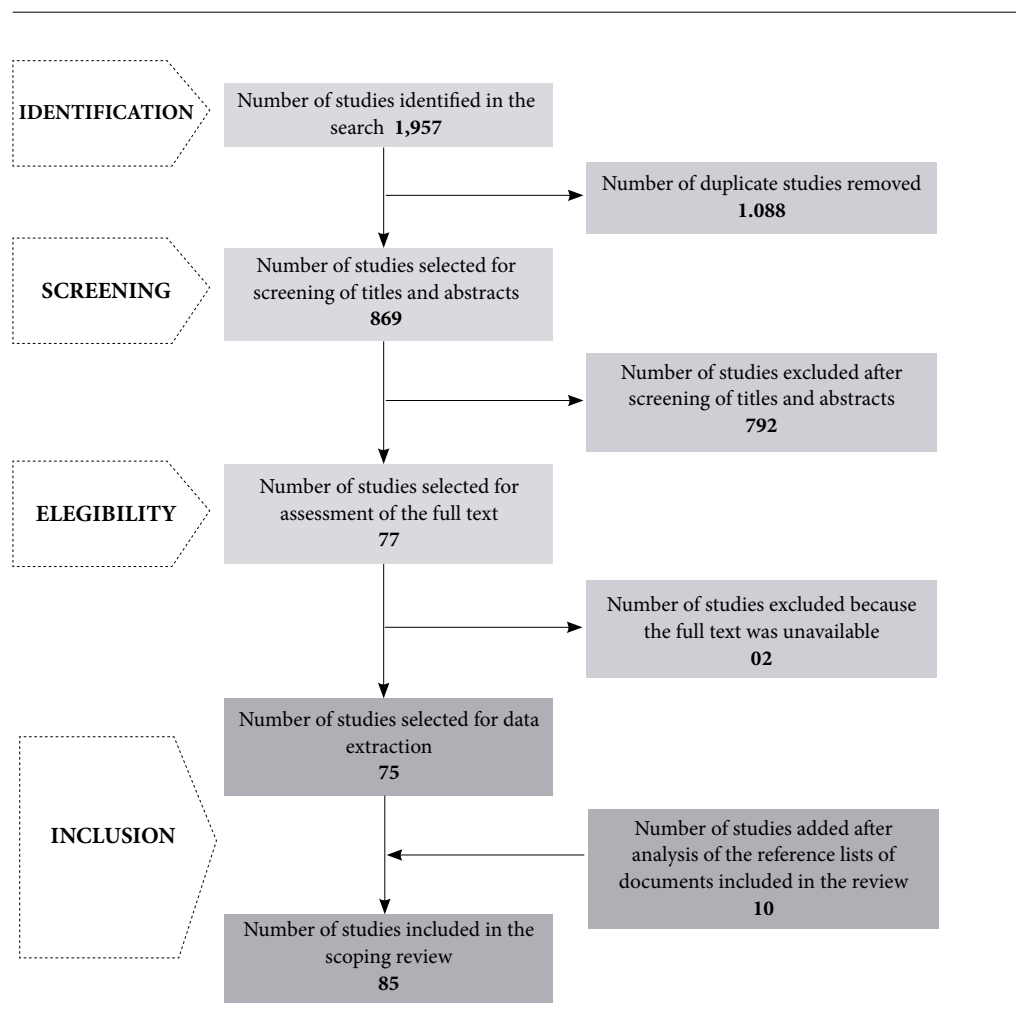 IDENTIFICATION
Number of studies identified in the
search 1,957
Number of duplicate studies removed
1.088
SCREENING
Number of studies selected for
screening of titles and abstracts
869
Number of studies excluded after
screening of titles and abstracts
792
ELEGIBILITY
Number of studies selected for
assessment of the full text
77
Number of studies excluded because
the full text was unavailable
02
Number of studies selected for data
extraction
75
INCLUSION
Number of studies added after
analysis of the reference lists of
documents included in the review
10
Number of studies included in the
scoping review
85